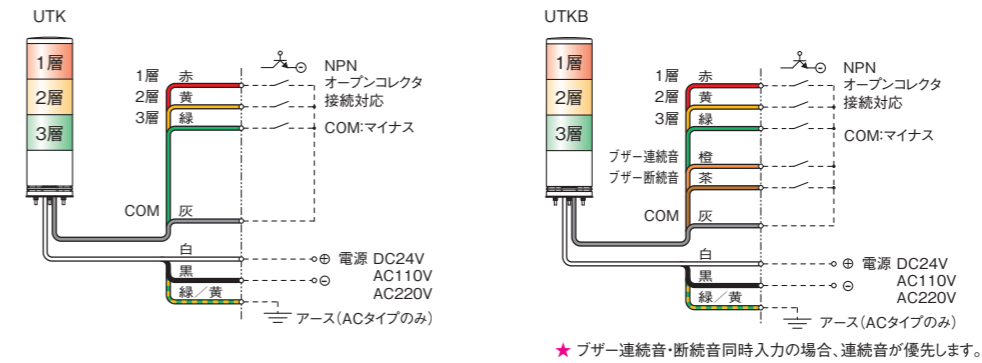 UTK
1層
2層
3層
1層 赤
2層 黄
3層 緑
NPN
オープンコレクタ
接続対応
COM:マイナス
COM 灰
白
黒
緑／黄
⊕ 電源 DC24V
⊖ AC110V
AC220V
アース(ACタイプのみ)
UTKB
1層
2層
3層
1層 赤
2層 黄
3層 緑
ブザー連続音 橙
ブザー断続音 茶
NPN
オープンコレクタ
接続対応
COM:マイナス
COM 灰
白
黒
緑／黄
⊕ 電源 DC24V
⊖ AC110V
AC220V
アース(ACタイプのみ)
★ ブザー連続音・断続音同時入力の場合、連続音が優先します。